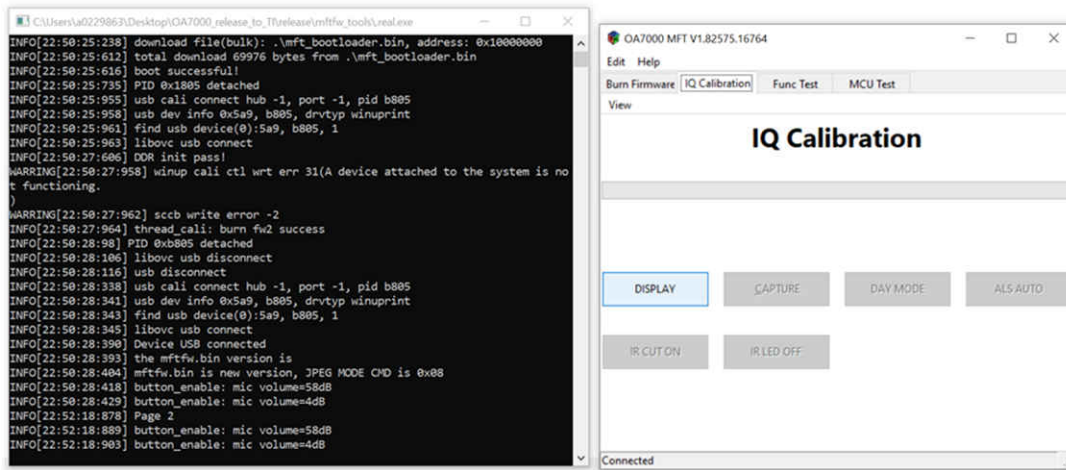 C:\Users\a0229863\Desktop\OA7000_release_to_TI\release\mftfw_tools\.real.exe
INFO[22:50:25:238] download file(bulk): .\mft_bootloader.bin, address: 0x10000000
INFO[22:50:25:612] total download 69976 bytes from .\mft_bootloader.bin
INFO[22:50:25:616] boot successful!
INFO[22:50:25:735] PID 0x1805 detached
INFO[22:50:25:955] usb cali connect hub -1, port -1, pid b805
INFO[22:50:25:958] usb dev info 0x5a9, b805, drvtyp winuprint
INFO[22:50:25:961] find usb device(0):5a9, b805, 1
INFO[22:50:25:963] libovc usb connect
INFO[22:50:27:606] DDR init pass!
WARRING[22:50:27:958] winup cali ctl wrt err 31(A device attached to the system is no
t functioning.
)
WARRING[22:50:27:962] sccb write error -2
INFO[22:50:27:964] thread_cali: burn fw2 success
INFO[22:50:28:98] PID 0xb805 detached
INFO[22:50:28:106] libovc usb disconnect
INFO[22:50:28:116] usb disconnect
INFO[22:50:28:338] usb cali connect hub -1, port -1, pid b805
INFO[22:50:28:341] usb dev info 0x5a9, b805, drvtyp winuprint
INFO[22:50:28:343] find usb device(0):5a9, b805, 1
INFO[22:50:28:345] libovc usb connect
INFO[22:50:28:390] Device USB connected
INFO[22:50:28:393] the mftfw.bin version is
INFO[22:50:28:404] mftfw.bin is new version, JPEG MODE CMD is 0x08
INFO[22:50:28:418] button_enable: mic volume=58dB
INFO[22:50:28:429] button_enable: mic volume=4dB
INFO[22:52:18:878] Page 2
INFO[22:52:18:889] button_enable: mic volume=58dB
INFO[22:52:18:903] button_enable: mic volume=4dB
OA7000 MFT V1.82575.16764
Edit Help
Burn Firmware IQ Calibration Func Test MCU Test
View
IQ Calibration
DISPLAY CAPTURE DAY MODE ALS AUTO
IR CUT ON IR LED OFF
Connected